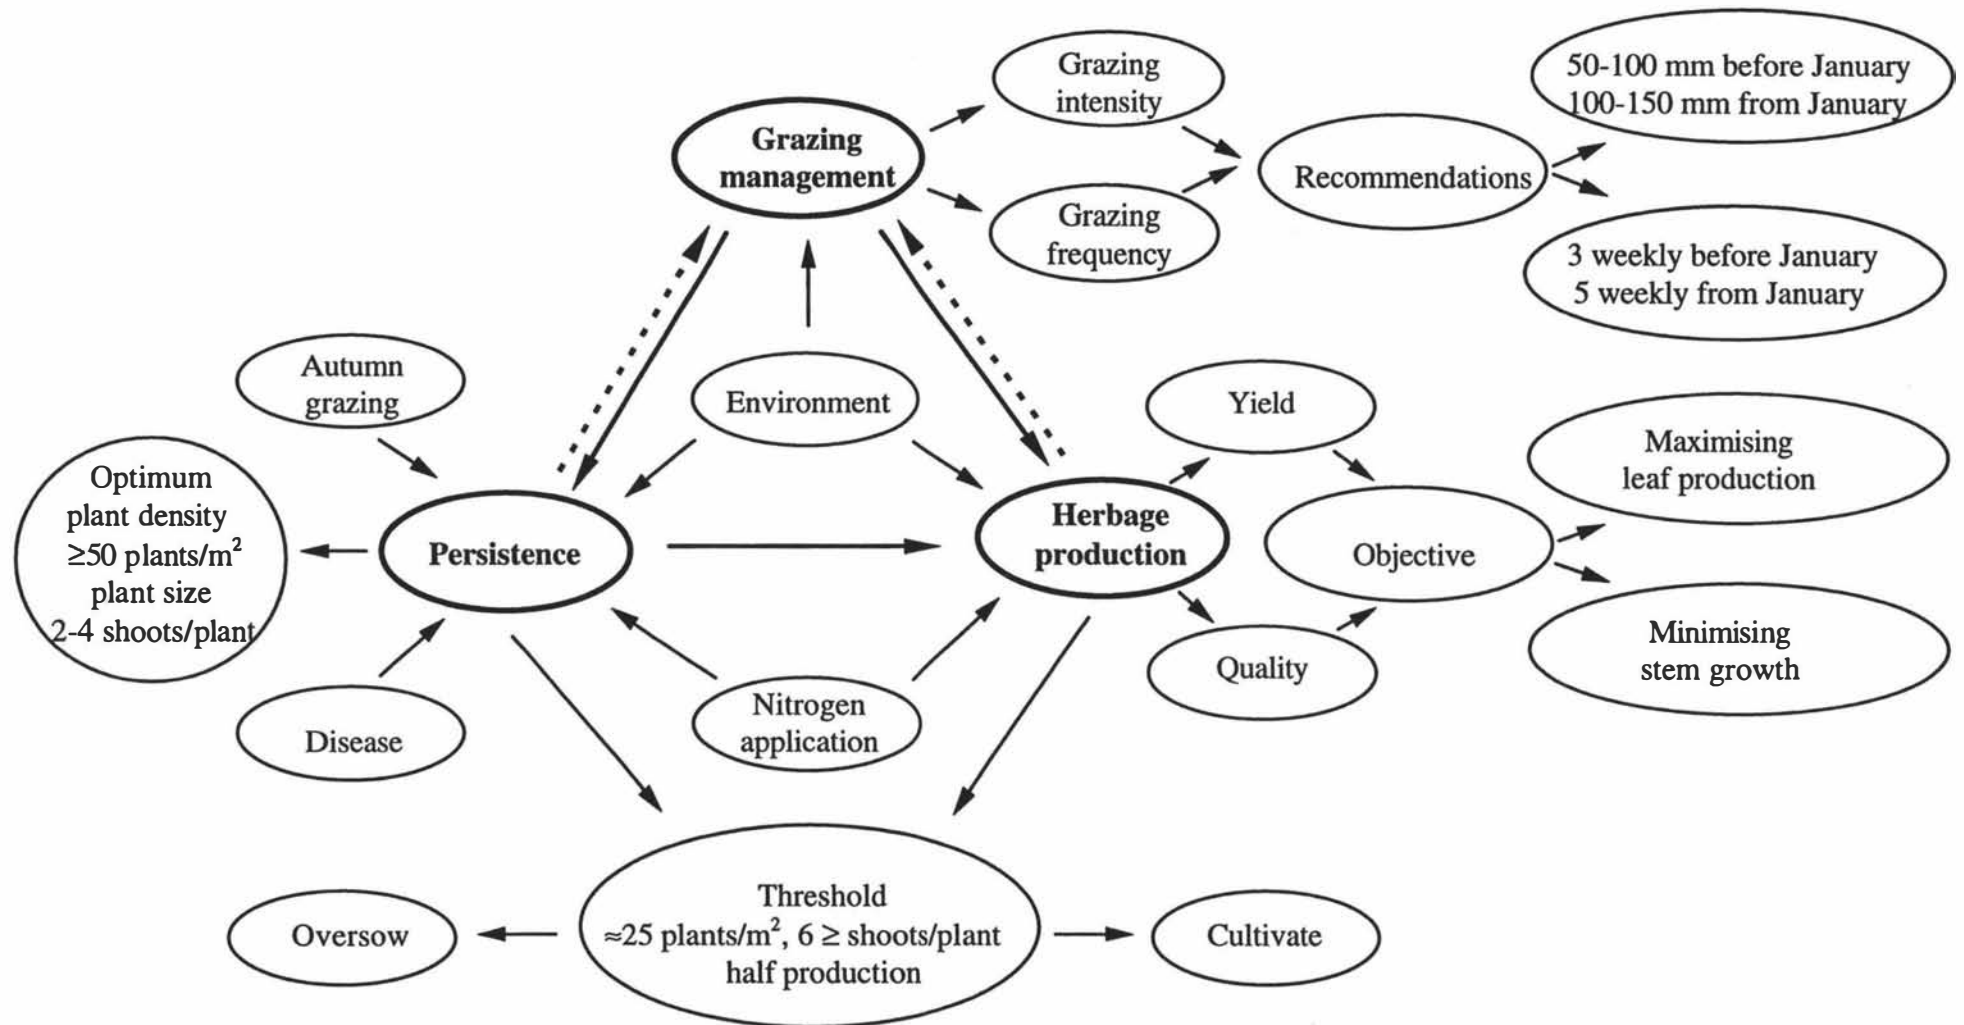 Grazing
intensity
50-100 mm before January
100-150 mm from January
Grazing
management
Recommendations
Grazing
frequency
3 weekly before January
5 weekly from January
Autumn
grazing
Environment
Yield
Maximising
leaf production
Optimum
plant density
≥50 plants/m²
plant size
2-4 shoots/plant
Persistence
Herbage
production
Objective
Minimising
stem growth
Quality
Disease
Nitrogen
application
Threshold
≈25 plants/m², 6 ≥ shoots/plant
half production
Oversow
Cultivate